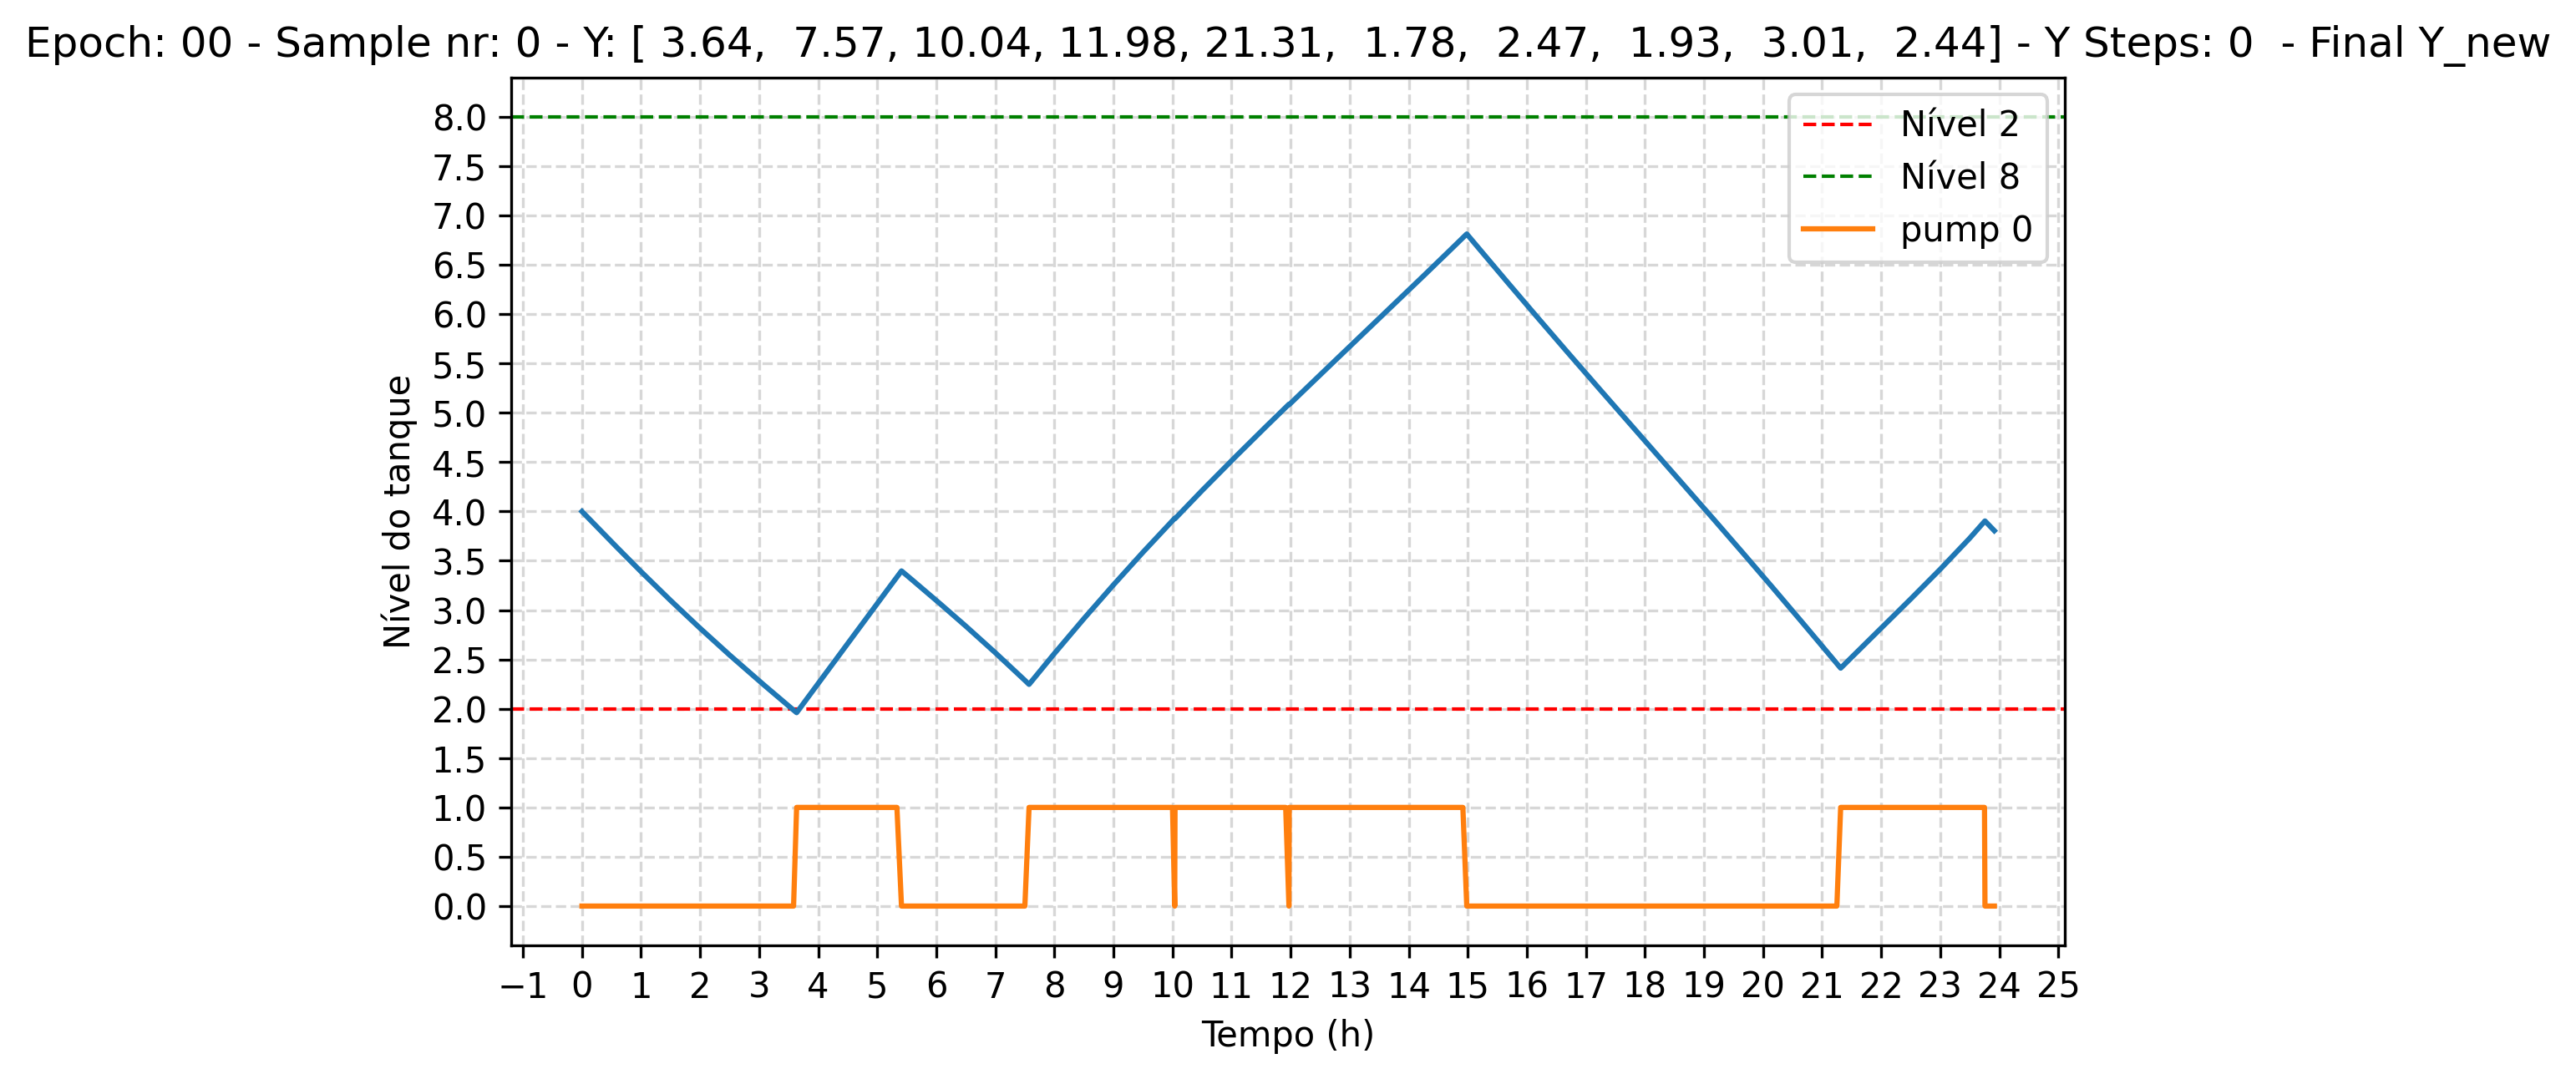 Epoch: 00 - Sample nr: 0 - Y: [ 3.64,  7.57, 10.04, 11.98, 21.31,  1.78,  2.47,  1.93,  3.01,  2.44] - Y Steps: 0  - Final Y_new
8.0
7.5
7.0
6.5
6.0
5.5
5.0
4.5
4.0
3.5
3.0
2.5
2.0
1.5
1.0
0.5
0.0
Nível do tanque
Nível 2
Nível 8
pump 0
−1 0 1 2 3 4 5 6 7 8 9 10 11 12 13 14 15 16 17 18 19 20 21 22 23 24 25
Tempo (h)